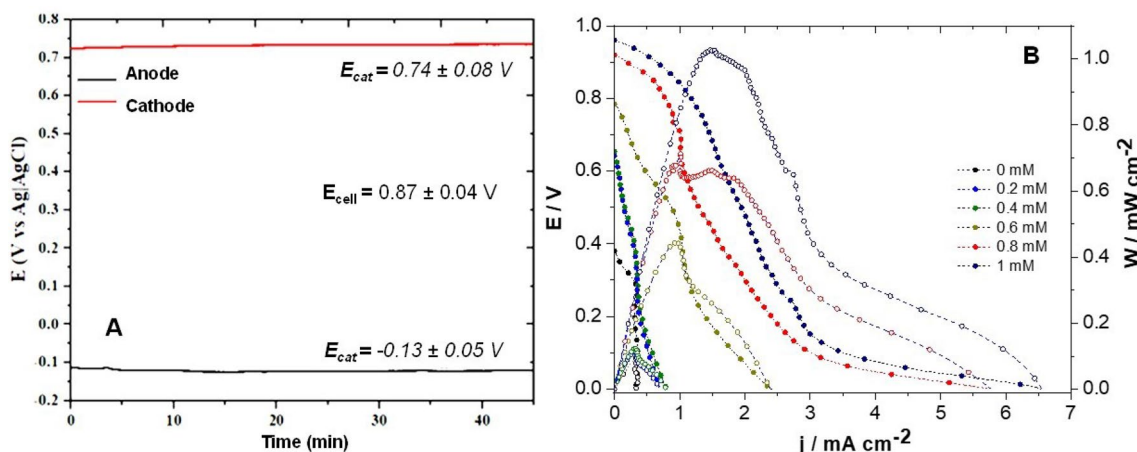 E (V vs Ag|AgCl)
0.8
0.7
0.6
0.5
0.4
0.3
0.2
0.1
0.0
-0.1
-0.2
Anode
Cathode
E_cat = 0.74 ± 0.08 V
E_cell = 0.87 ± 0.04 V
A
E_cat = -0.13 ± 0.05 V
0 10 20 30 40
Time (min)
E / V
1.0
0.8
0.6
0.4
0.2
0.0
B
0 mM
0.2 mM
0.4 mM
0.6 mM
0.8 mM
1 mM
1.0
0.8
0.6
0.4
0.2
0.0
W / mW cm⁻²
0 1 2 3 4 5 6 7
j / mA cm⁻²